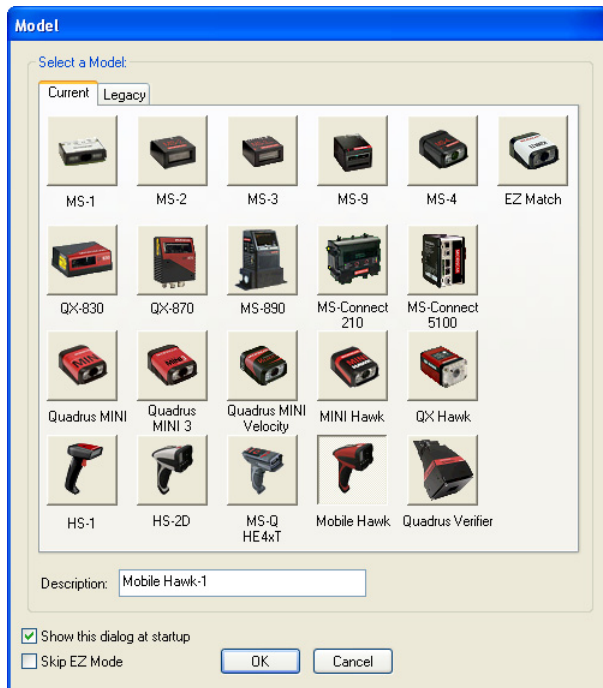 Model
Select a Model:
Current Legacy
MS-1 MS-2 MS-3 MS-9 MS-4 EZ Match
QX-830 QX-870 MS-890 MS-Connect 210 MS-Connect 5100
Quadrus MINI Quadrus MINI 3 Quadrus MINI Velocity MINI Hawk QX Hawk
HS-1 HS-2D MS-Q HE4xT Mobile Hawk Quadrus Verifier
Description: Mobile Hawk-1
Show this dialog at startup
Skip EZ Mode OK Cancel